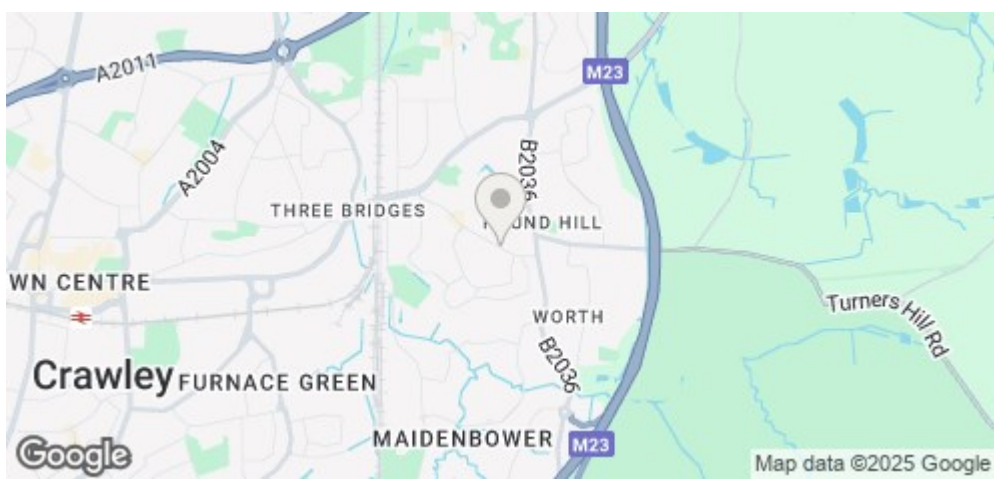 M23
A2011
B2036
A2004
THREE BRIDGES
HILL
WN CENTRE
Turners Hill Rd
WORTH
B2036
Crawley
FURNACE GREEN
MAIDENBOWER
M23
Google
Map data ©2025 Google